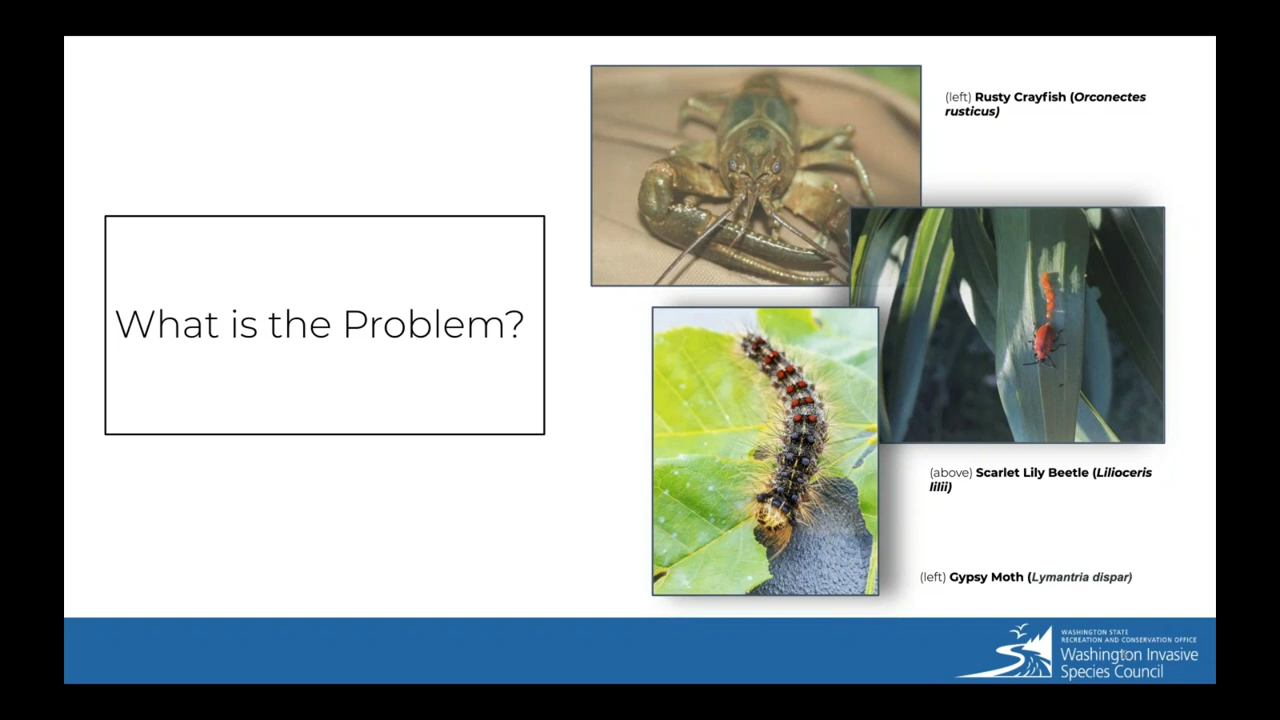 What is the Problem?
(left) Rusty Crayfish (Orconectes
rusticus)
(above) Scarlet Lily Beetle (Lilioceris
lilii)
(left) Gypsy Moth (Lymantria dispar)
WASHINGTON STATE
RECREATION AND CONSERVATION OFFICE
Washington Invasive
Species Council